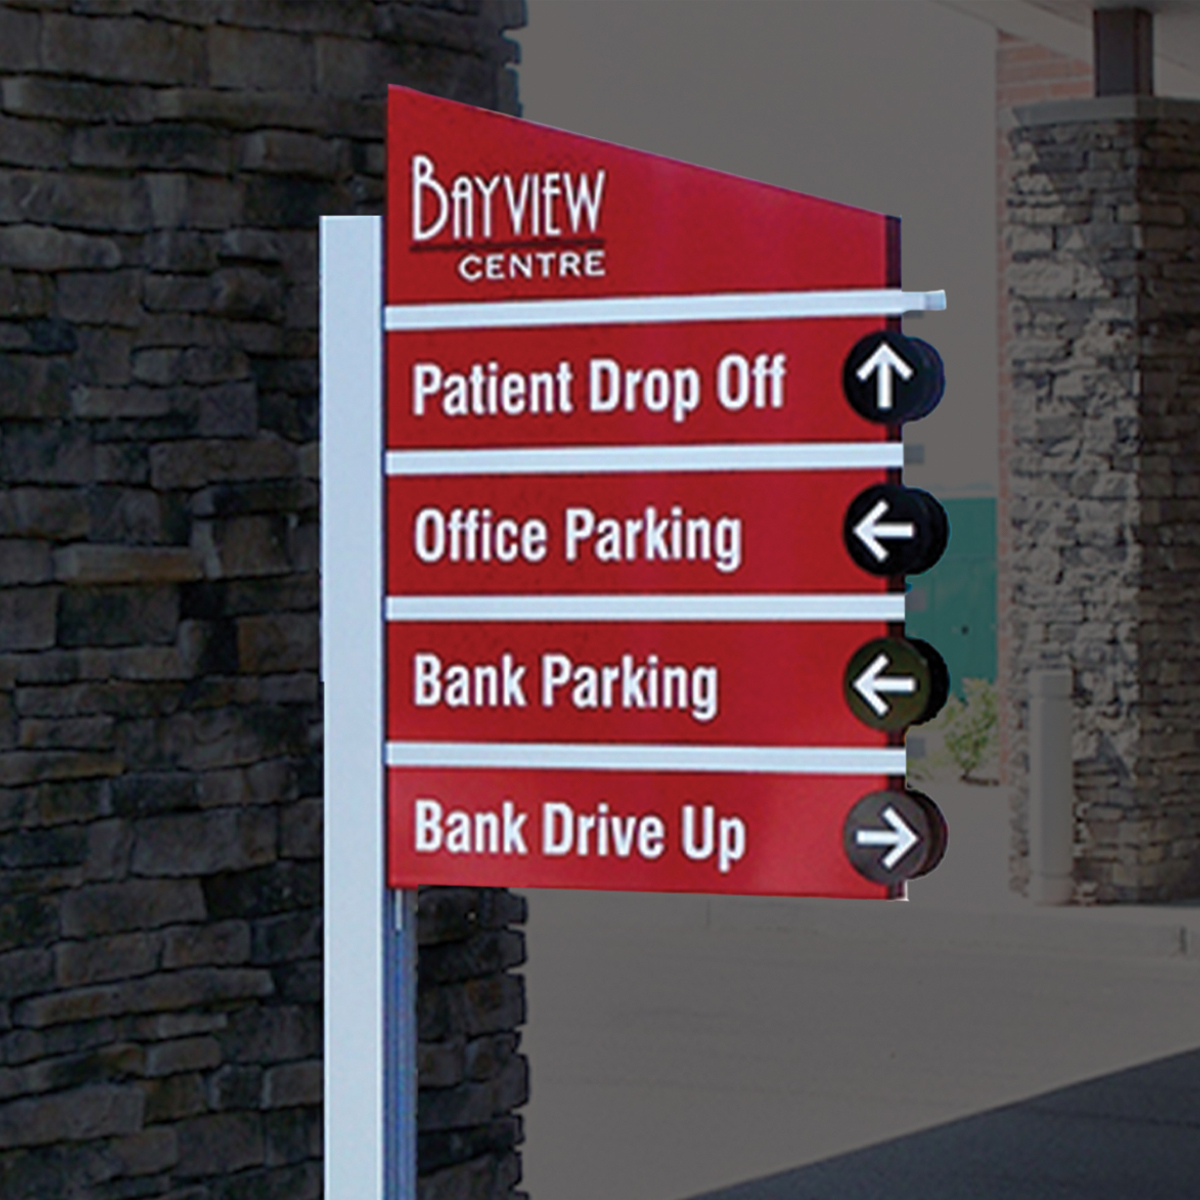 BAYVIEW
CENTRE
Patient Drop Off ↑
Office Parking ←
Bank Parking ←
Bank Drive Up →